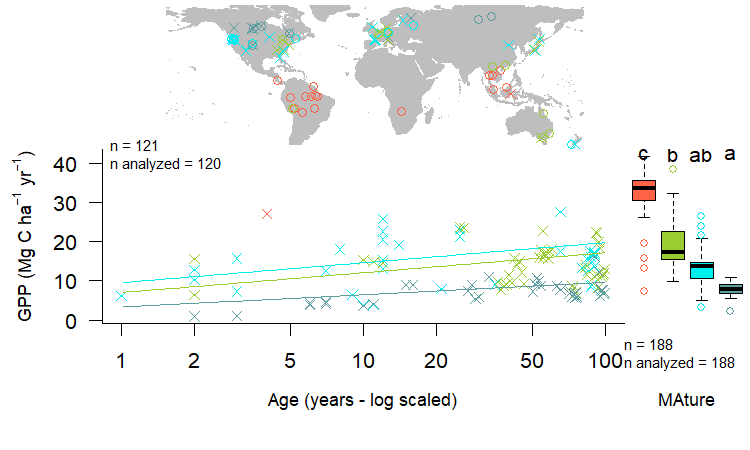 n = 121
n analyzed = 120
c b ab a
GPP (Mg C ha⁻¹ yr⁻¹)
40
30
20
10
0
1 2 5 10 20 50 100
n = 188
n analyzed = 188
Age (years - log scaled)
MAture